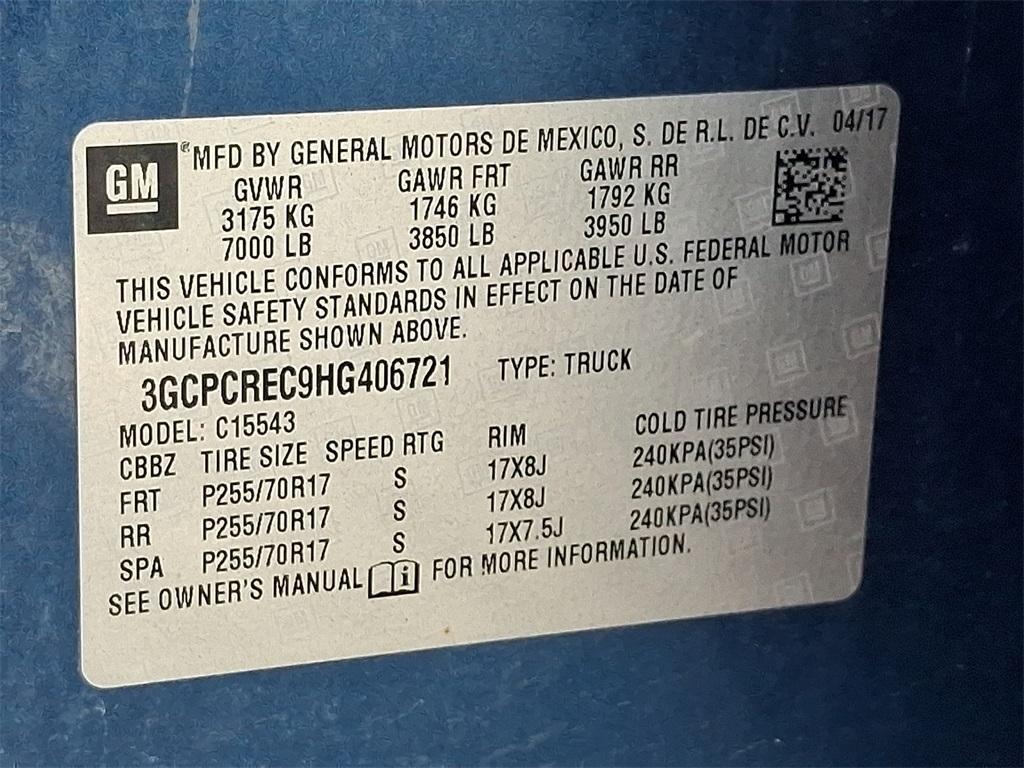 GM ® MFD BY GENERAL MOTORS DE MEXICO, S. DE R.L. DE C.V. 04/17
GVWR GAWR FRT GAWR RR
3175 KG 1746 KG 1792 KG
7000 LB 3850 LB 3950 LB
THIS VEHICLE CONFORMS TO ALL APPLICABLE U.S. FEDERAL MOTOR
VEHICLE SAFETY STANDARDS IN EFFECT ON THE DATE OF
MANUFACTURE SHOWN ABOVE.
3GCPCREC9HG406721 TYPE: TRUCK
MODEL: C15543
CBBZ TIRE SIZE SPEED RTG RIM COLD TIRE PRESSURE
FRT P255/70R17 S 17X8J 240KPA(35PSI)
RR P255/70R17 S 17X8J 240KPA(35PSI)
SPA P255/70R17 S 17X7.5J 240KPA(35PSI)
SEE OWNER'S MANUAL i FOR MORE INFORMATION.